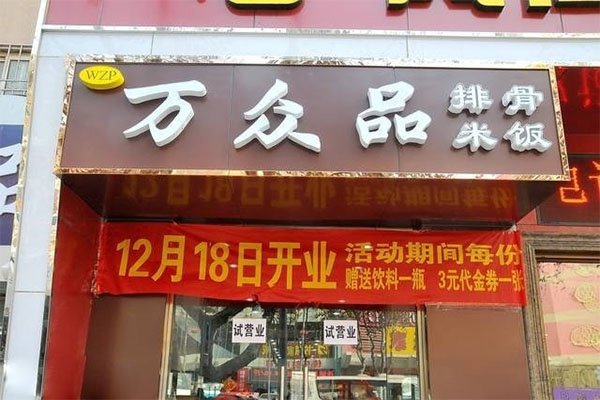 WZP
万众品
排骨
米饭
12月18日开业
活动期间每份
赠送饮料一瓶 3元代金券一张
试营业
试营业